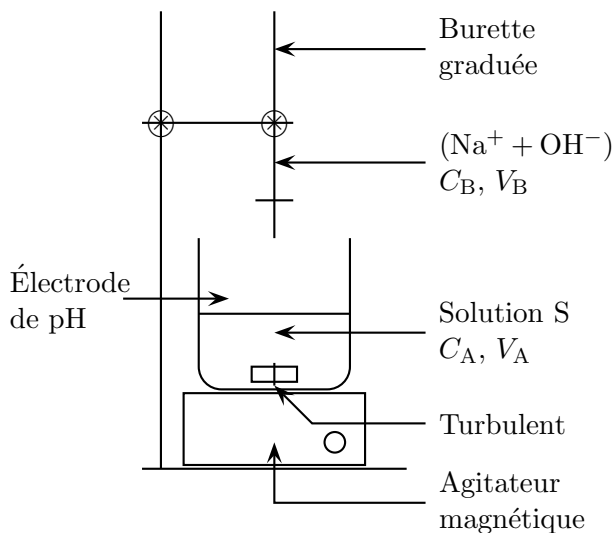 Burette
graduée
(Na⁺ + OH⁻)
C_B, V_B
Électrode
de pH
Solution S
C_A, V_A
Turbulent
Agitateur
magnétique